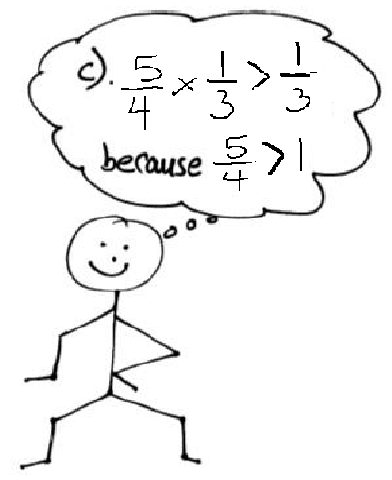 c). 5/4 × 1/3 > 1/3
because 5/4 > 1